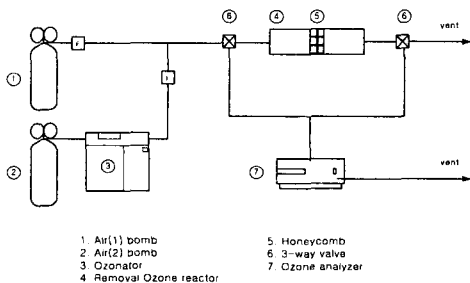 6 4 5 6
vent
F
1
F
3
2
7
vent
1. Air(1) bomb
2. Air(2) bomb
3. Ozonator
4 Removal Ozone reactor
5. Honeycomb
6. 3-way valve
7. Ozone analyzer